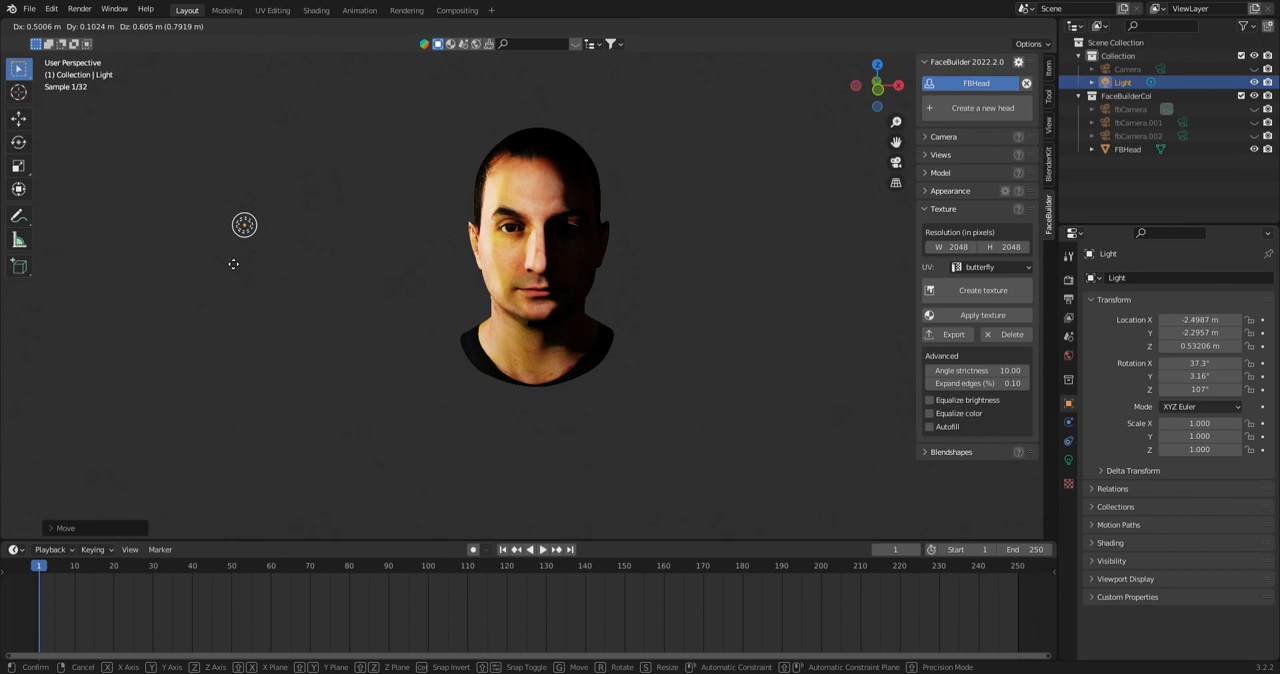 File Edit Render Window Help Layout Modeling UV Editing Shading Animation Rendering Compositing + Scene ViewLayer
Dx: 0.5006 m Dy: 0.1024 m Dz: 0.605 m (0.7919 m)
Options
User Perspective
(1) Collection | Light
Sample 1/32
Z
X
Y
FaceBuilder 2022.2.0
FBHead
Create a new head
Camera
Views
Model
Appearance
Texture
Resolution (in pixels)
W 2048 H 2048
UV: butterfly
Create texture
Apply texture
Export Delete
Advanced
Angle strictness 10.00
Expand edges (%) 0.10
Equalize brightness
Equalize color
Autofill
Blendshapes
Item
Tool
View
BlenderKit
FaceBuilder
Scene Collection
Collection
Camera
Light
FaceBuilderCol
fbCamera
fbCamera.001
fbCamera.002
FBHead
Light
Light
Transform
Location X -2.4987 m
Y -2.2957 m
Z 0.53206 m
Rotation X 37.3°
Y 3.16°
Z 107°
Mode XYZ Euler
Scale X 1.000
Y 1.000
Z 1.000
Delta Transform
Relations
Collections
Motion Paths
Shading
Visibility
Viewport Display
Custom Properties
Move
Playback Keying View Marker 1 Start 1 End 250
1 10 20 30 40 50 60 70 80 90 100 110 120 130 140 150 160 170 180 190 200 210 220 230 240 250
Confirm Cancel X X Axis Y Y Axis Z Z Axis X X Plane Y Y Plane Z Z Plane Ctrl Snap Invert Snap Toggle G Move R Rotate S Resize Automatic Constraint Automatic Constraint Plane Precision Mode 3.2.2